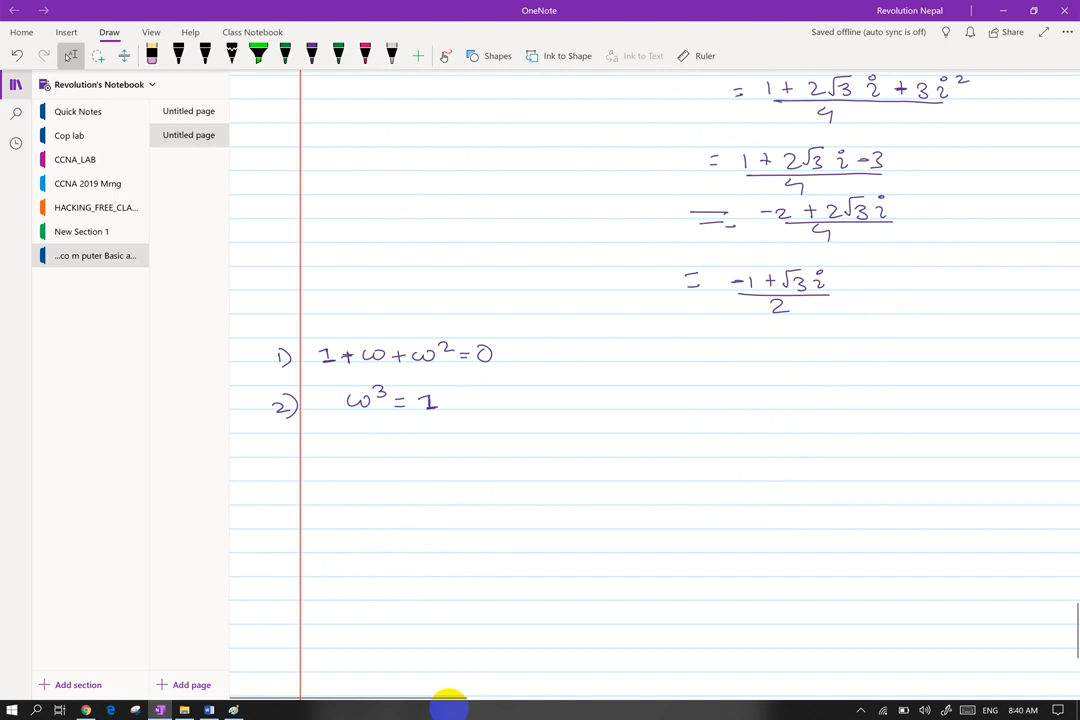 OneNote
Revolution Nepal
Home Insert Draw View Help Class Notebook
Saved offline (auto sync is off)
Share
Shapes Ink to Shape Ink to Text Ruler
Revolution's Notebook
Quick Notes
Cop lab
CCNA_LAB
CCNA 2019 Mrng
HACKING_FREE_CLA...
New Section 1
...co m puter Basic a...
Untitled page
Untitled page
= 1 + 2√3 i + 3i²
4
= 1 + 2√3 i - 3
4
= -2 + 2√3 i
4
= -1 + √3 i
2
1) 1 + ω + ω² = 0
2) ω³ = 1
Add section
Add page
ENG 8:40 AM